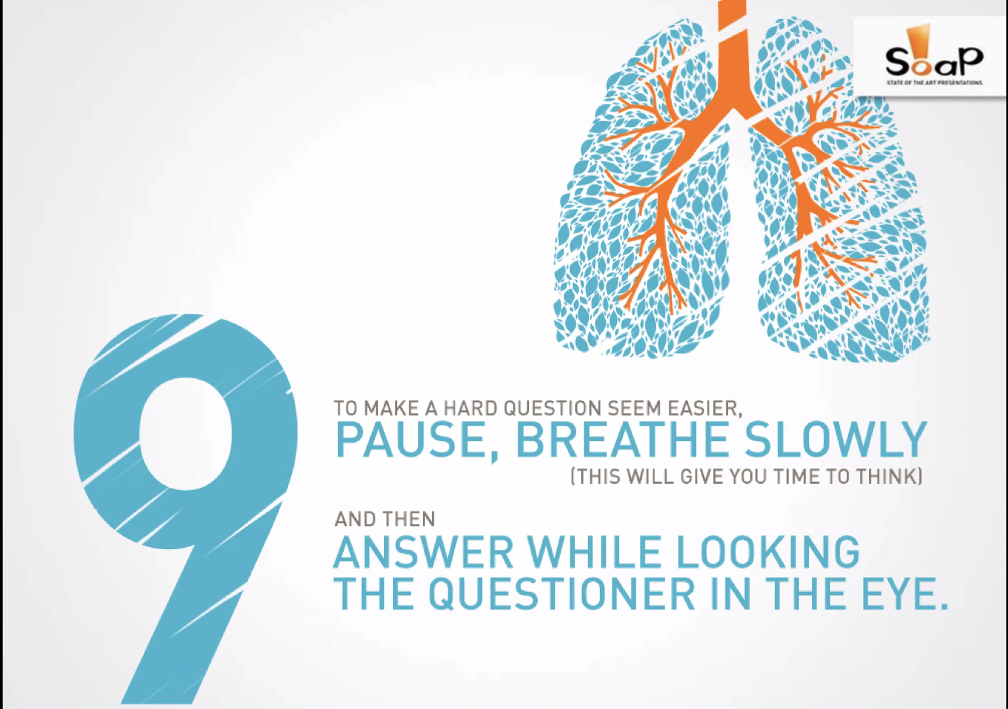 SOaP
STATE OF THE ART PRESENTATIONS
9
TO MAKE A HARD QUESTION SEEM EASIER,
PAUSE, BREATHE SLOWLY
(THIS WILL GIVE YOU TIME TO THINK)
AND THEN
ANSWER WHILE LOOKING
THE QUESTIONER IN THE EYE.